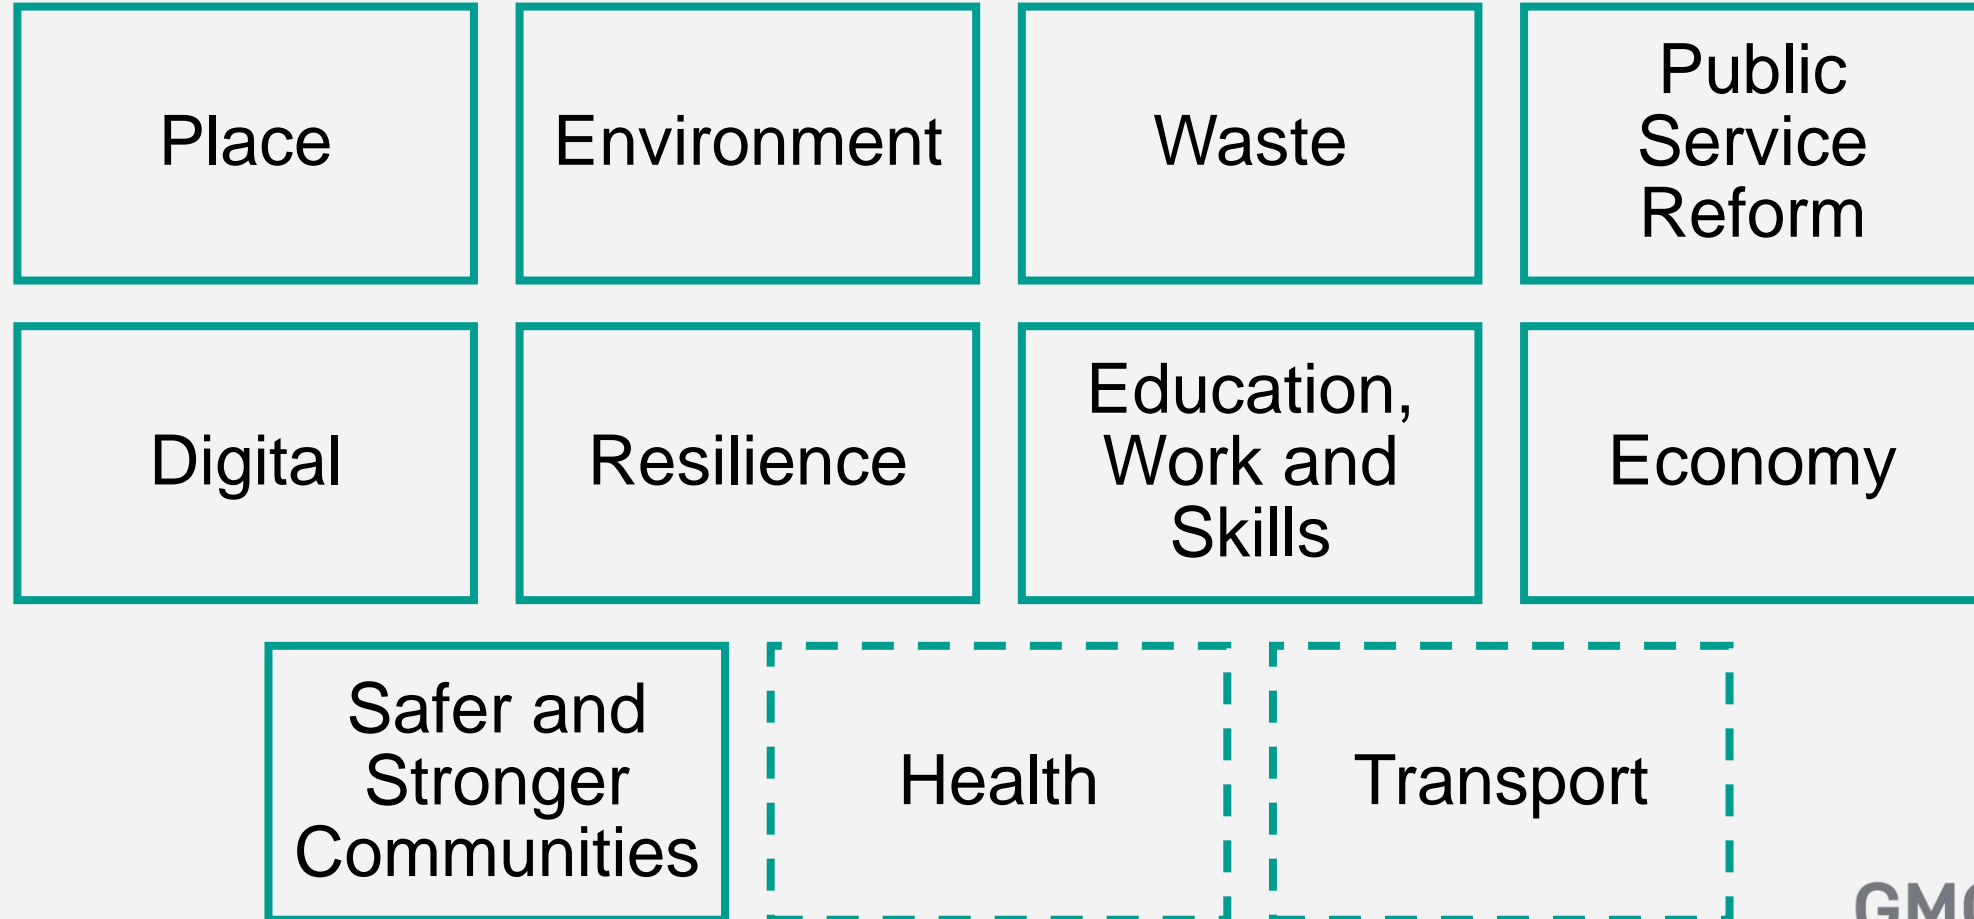 Place
Environment
Waste
Public
Service
Reform
Digital
Resilience
Education,
Work and
Skills
Economy
Safer and
Stronger
Communities
Health
Transport